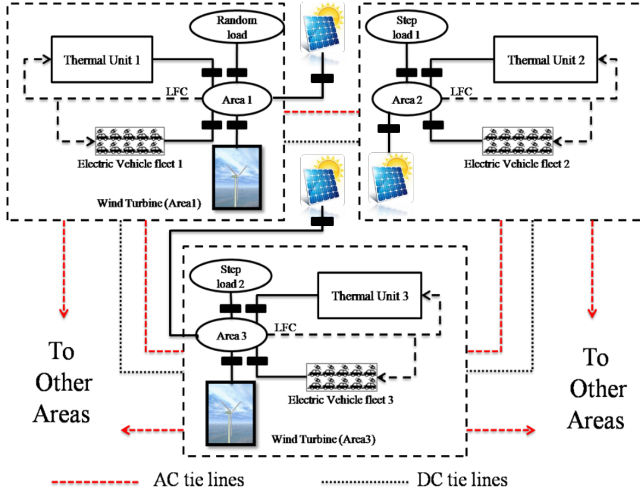 Random
load
Thermal Unit 1
LFC
Area 1
Electric Vehicle fleet 1
Wind Turbine (Area1)
Step
load 1
Thermal Unit 2
Area 2
LFC
Electric Vehicle fleet 2
Step
load 2
Thermal Unit 3
Area 3
LFC
Electric Vehicle fleet 3
Wind Turbine (Area3)
To
Other
Areas
To
Other
Areas
AC tie lines
DC tie lines